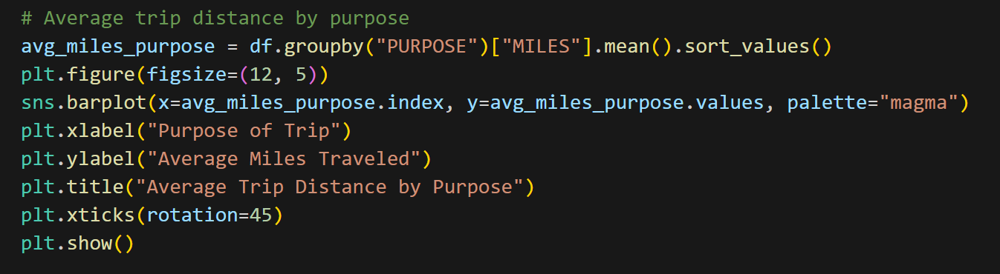 # Average trip distance by purpose
avg_miles_purpose = df.groupby("PURPOSE")["MILES"].mean().sort_values()
plt.figure(figsize=(12, 5))
sns.barplot(x=avg_miles_purpose.index, y=avg_miles_purpose.values, palette="magma")
plt.xlabel("Purpose of Trip")
plt.ylabel("Average Miles Traveled")
plt.title("Average Trip Distance by Purpose")
plt.xticks(rotation=45)
plt.show()